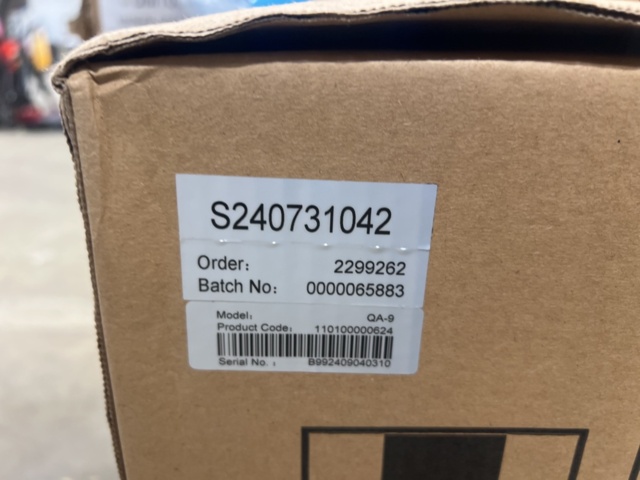 S240731042
Order: 2299262
Batch No: 0000065883
Model: QA-9
Product Code: 110100000624
Serial No. : B992409040310